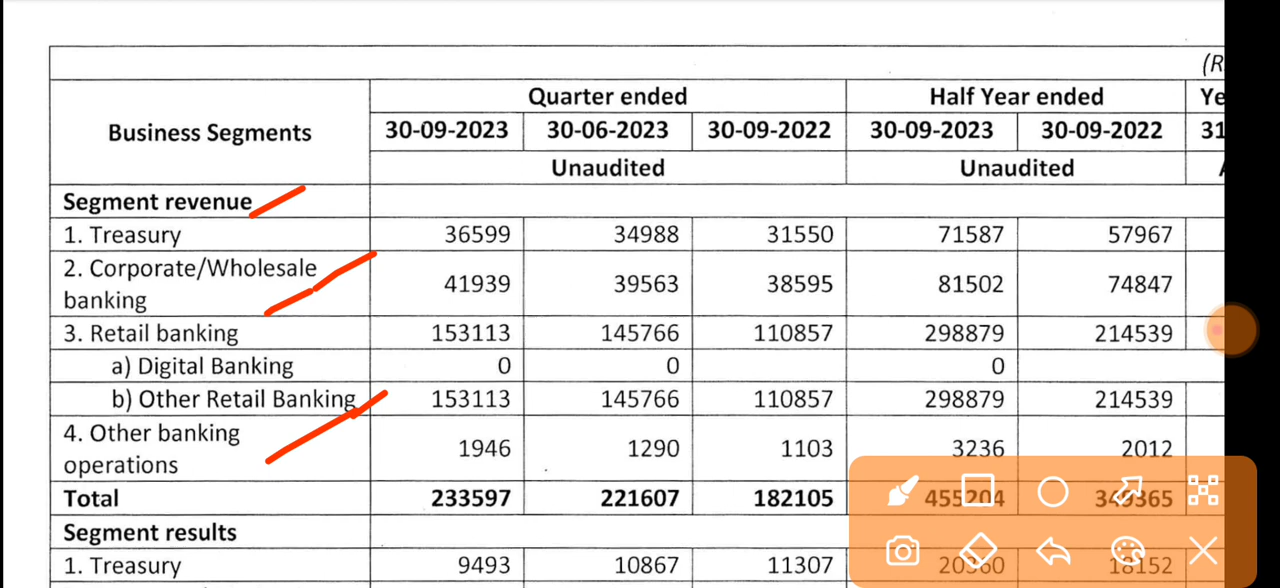 (R
Quarter ended Half Year ended Ye
Business Segments 30-09-2023 30-06-2023 30-09-2022 30-09-2023 30-09-2022 31
Unaudited Unaudited
Segment revenue
1. Treasury 36599 34988 31550 71587 57967
2. Corporate/Wholesale
banking 41939 39563 38595 81502 74847
3. Retail banking 153113 145766 110857 298879 214539
a) Digital Banking 0 0 0
b) Other Retail Banking 153113 145766 110857 298879 214539
4. Other banking
operations 1946 1290 1103 3236 2012
Total 233597 221607 182105 455204 349365
Segment results
1. Treasury 9493 10867 11307 20360 18152